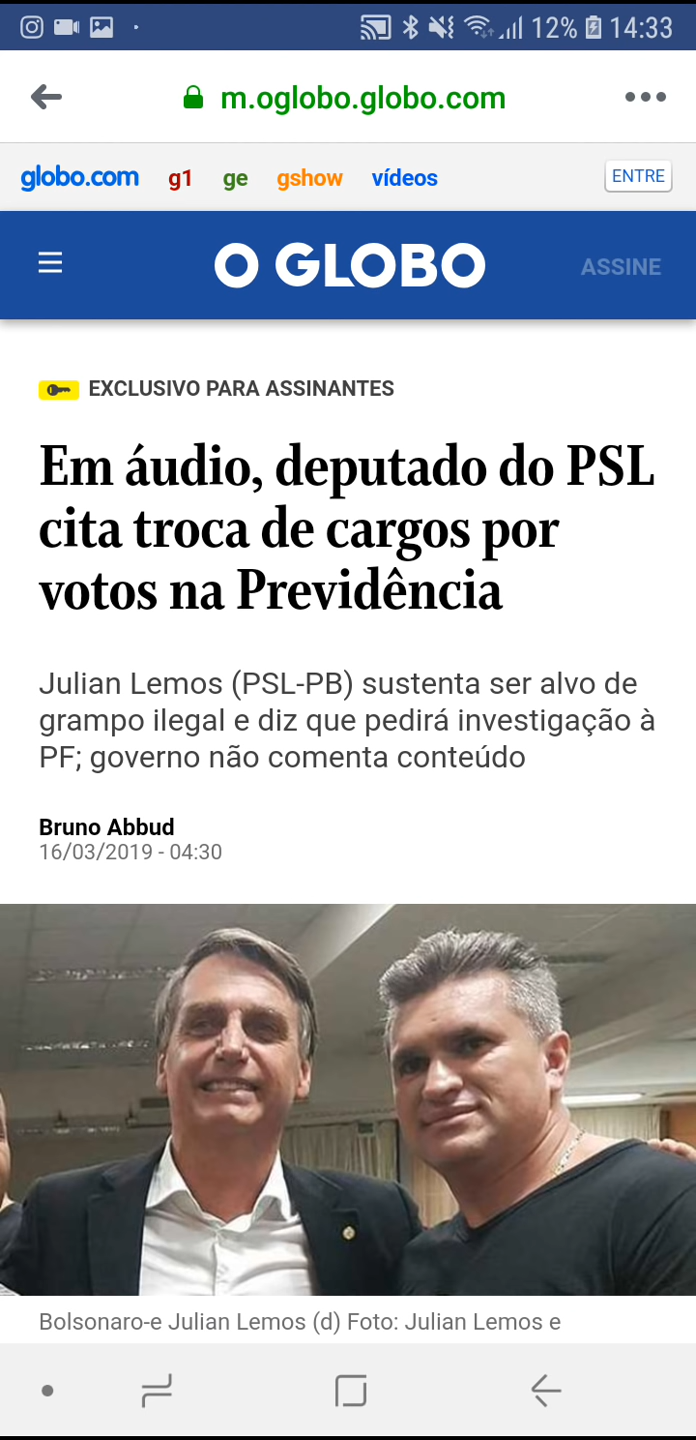 12% 14:33
m.oglobo.globo.com
globo.com g1 ge gshow vídeos ENTRE
O GLOBO ASSINE
EXCLUSIVO PARA ASSINANTES
Em áudio, deputado do PSL
cita troca de cargos por
votos na Previdência
Julian Lemos (PSL-PB) sustenta ser alvo de
grampo ilegal e diz que pedirá investigação à
PF; governo não comenta conteúdo
Bruno Abbud
16/03/2019 - 04:30
Bolsonaro-e Julian Lemos (d) Foto: Julian Lemos e